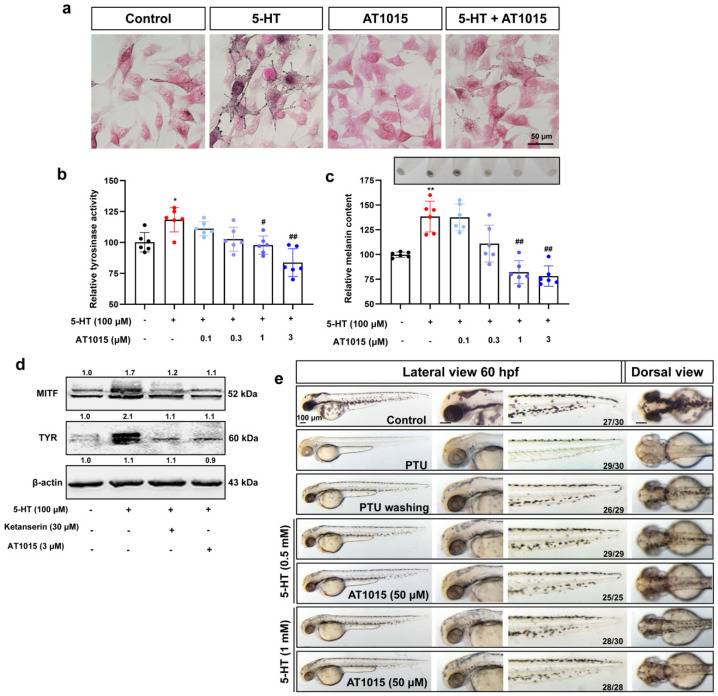 a
Control 5-HT AT1015 5-HT + AT1015
50 µm
b
Relative tyrosinase activity
150
125
100
75
50
*
#
##
5-HT (100 µM) - + + + + +
AT1015 (µM) - - 0.1 0.3 1 3
c
Relative melanin content
175
150
125
100
75
50
**
##
##
5-HT (100 µM) - + + + + +
AT1015 (µM) - - 0.1 0.3 1 3
d
1.0 1.7 1.2 1.1
MITF 52 kDa
1.0 2.1 1.1 1.1
TYR 60 kDa
1.0 1.1 1.1 0.9
β-actin 43 kDa
5-HT (100 µM) - + + +
Ketanserin (30 µM) - - + -
AT1015 (3 µM) - - - +
e
Lateral view 60 hpf Dorsal view
100 µm
Control 27/30
PTU 29/30
PTU washing 26/29
5-HT (0.5 mM)
29/29
AT1015 (50 µM) 25/25
5-HT (1 mM)
28/30
AT1015 (50 µM) 28/28